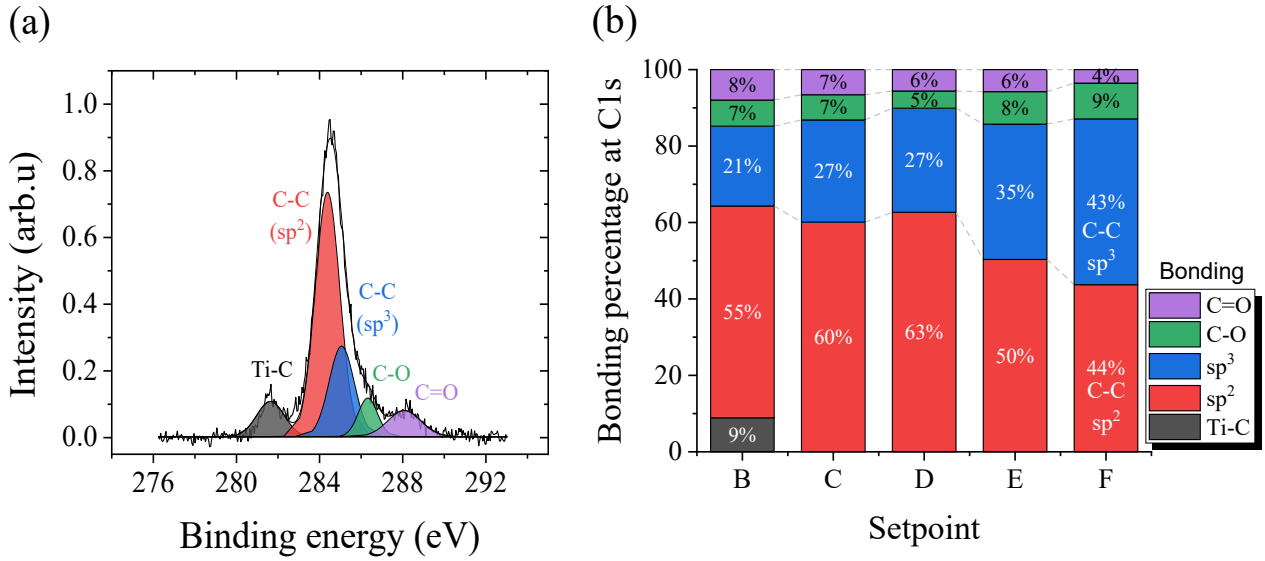 (a)
Intensity (arb.u)
1.0
0.8
0.6
0.4
0.2
0.0
276 280 284 288 292
Binding energy (eV)
C-C
(sp²)
C-C
(sp³)
Ti-C
C-O
C=O
(b)
Bonding percentage at C1s
100
80
60
40
20
0
8% 7% 6% 6% 4%
7% 7% 5% 8% 9%
21% 27% 27% 35% 43%
C-C
sp³
55% 60% 63% 50% 44%
C-C
sp²
9%
B C D E F
Setpoint
Bonding
C=O
C-O
sp³
sp²
Ti-C